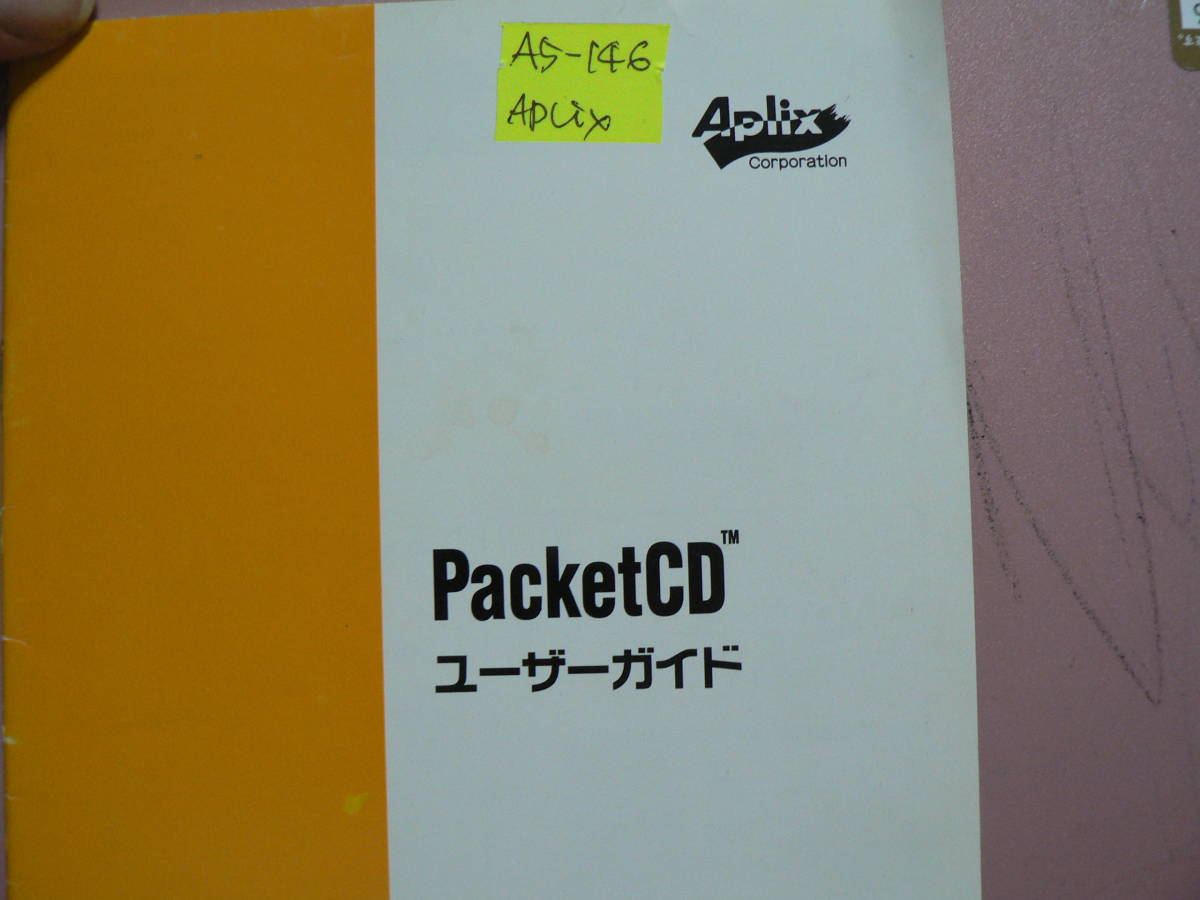 A5-146
APLix
Aplix
Corporation
PacketCD™
ユーザーガイド